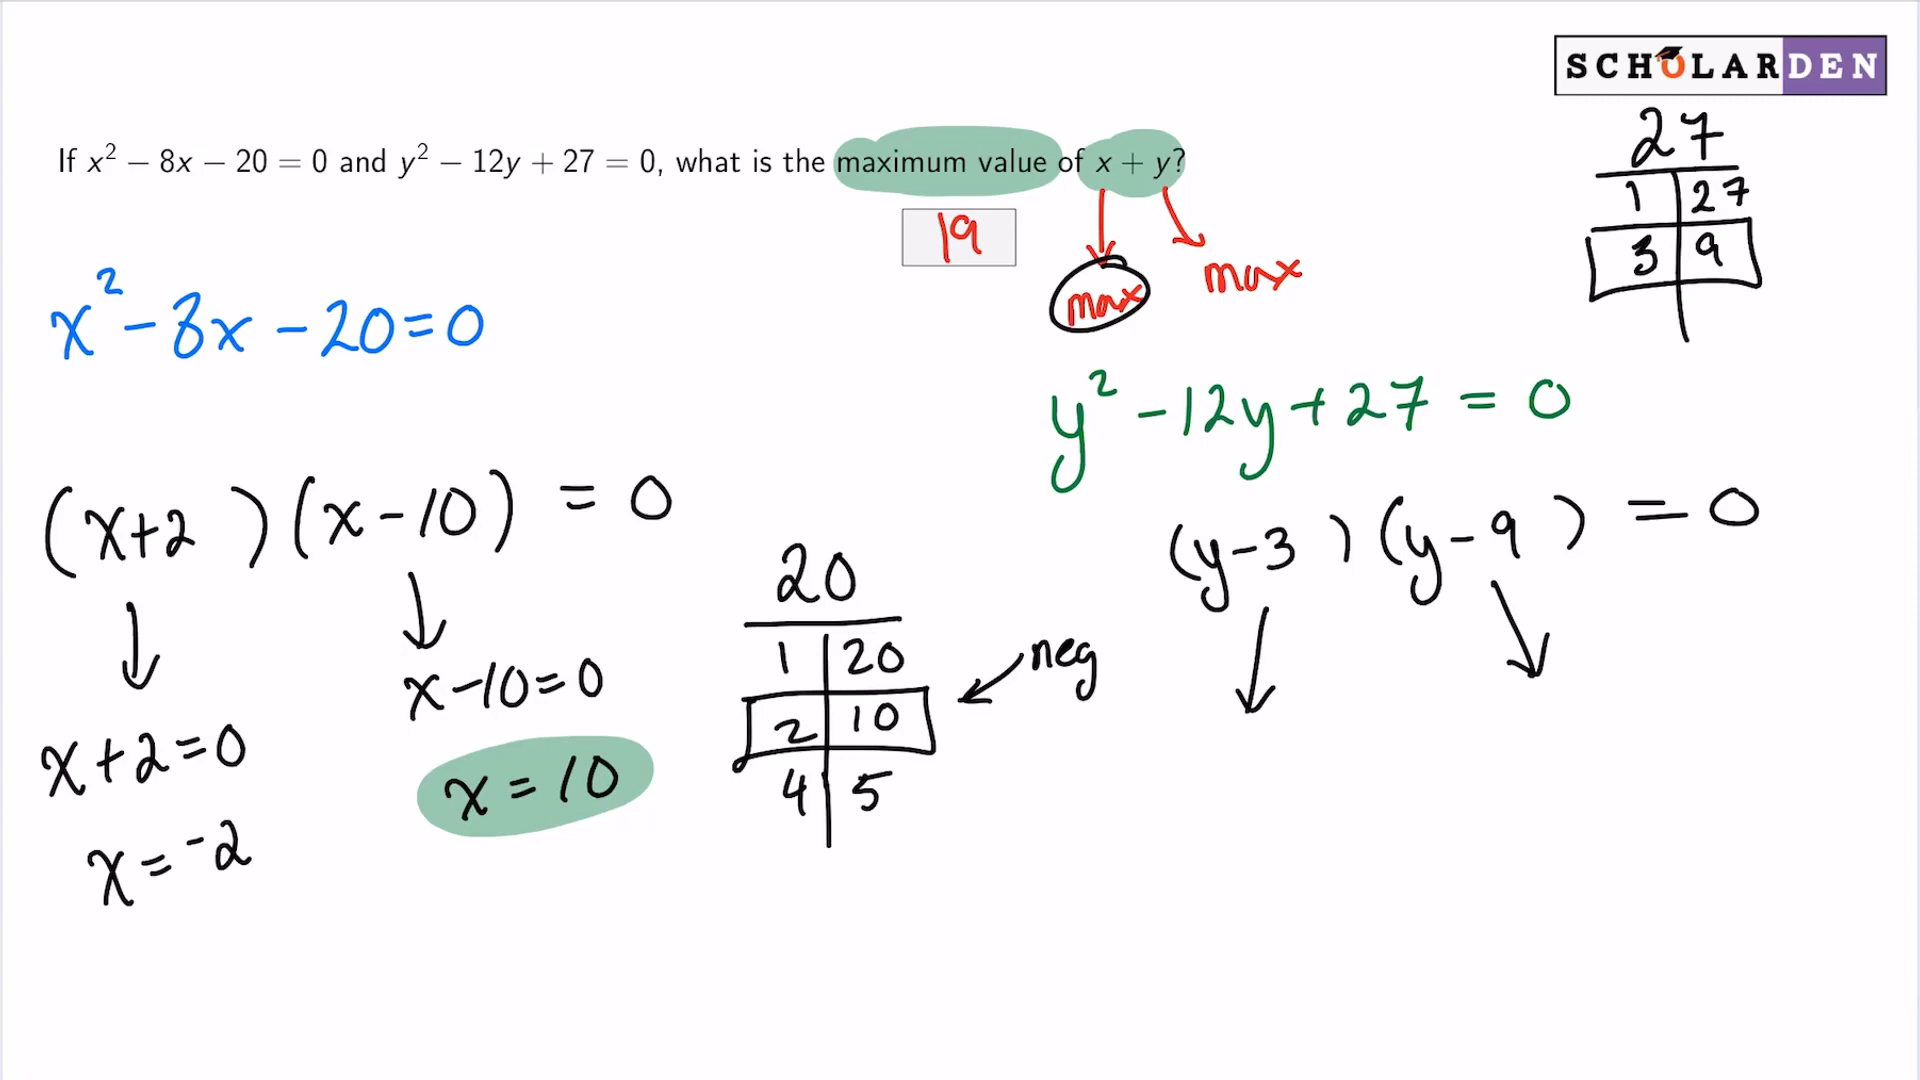 SCHOLARDEN
If x² − 8x − 20 = 0 and y² − 12y + 27 = 0, what is the maximum value of x + y?
19
max
max
27
1 | 27
3 | 9
x² - 8x - 20 = 0
y² - 12y + 27 = 0
(x+2)(x-10) = 0
(y-3)(y-9) = 0
x+2=0
x = -2
x-10=0
x = 10
20
1 | 20
2 | 10
4 | 5
neg